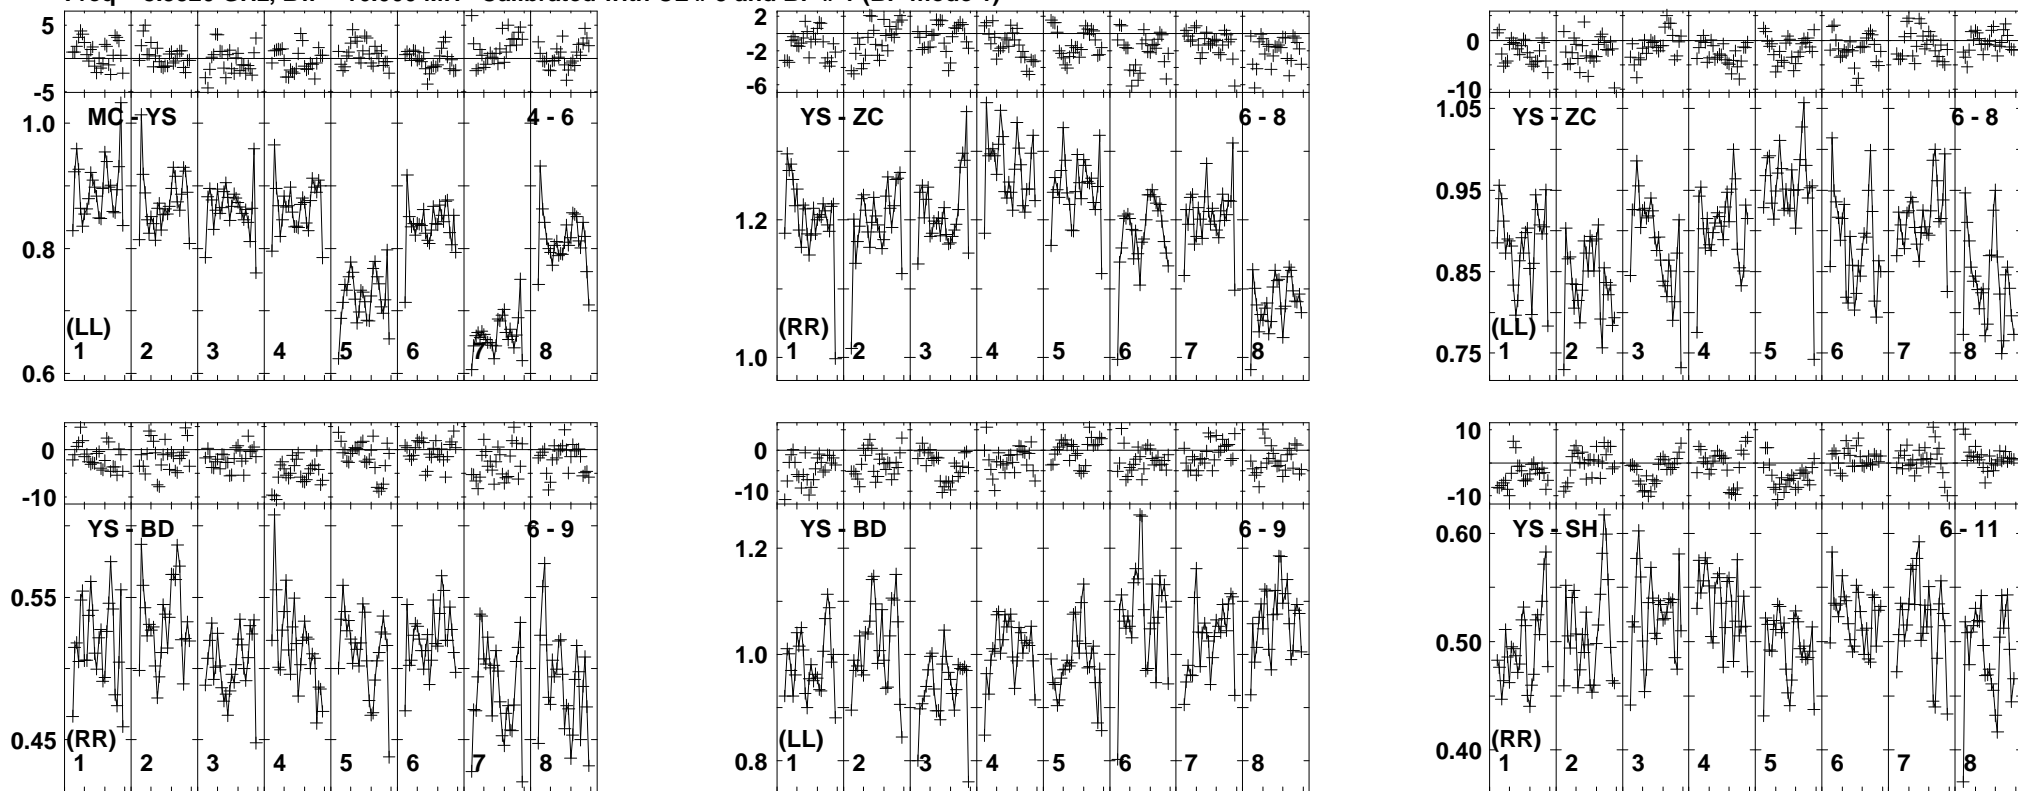 5
-5
MC - YS
4 - 6
1.0
0.8
0.6
(LL)
1 2 3 4 5 6 7 8
2
-2
-6
YS - ZC
6 - 8
1.2
1.0
(RR)
1 2 3 4 5 6 7 8
0
-10
YS - ZC
6 - 8
1.05
0.95
0.85
0.75
(LL)
1 2 3 4 5 6 7 8
0
-10
YS - BD
6 - 9
0.55
0.45
(RR)
1 2 3 4 5 6 7 8
0
-10
YS - BD
6 - 9
1.2
1.0
0.8
(LL)
1 2 3 4 5 6 7 8
10
-10
YS - SH
6 - 11
0.60
0.50
0.40
(RR)
1 2 3 4 5 6 7 8